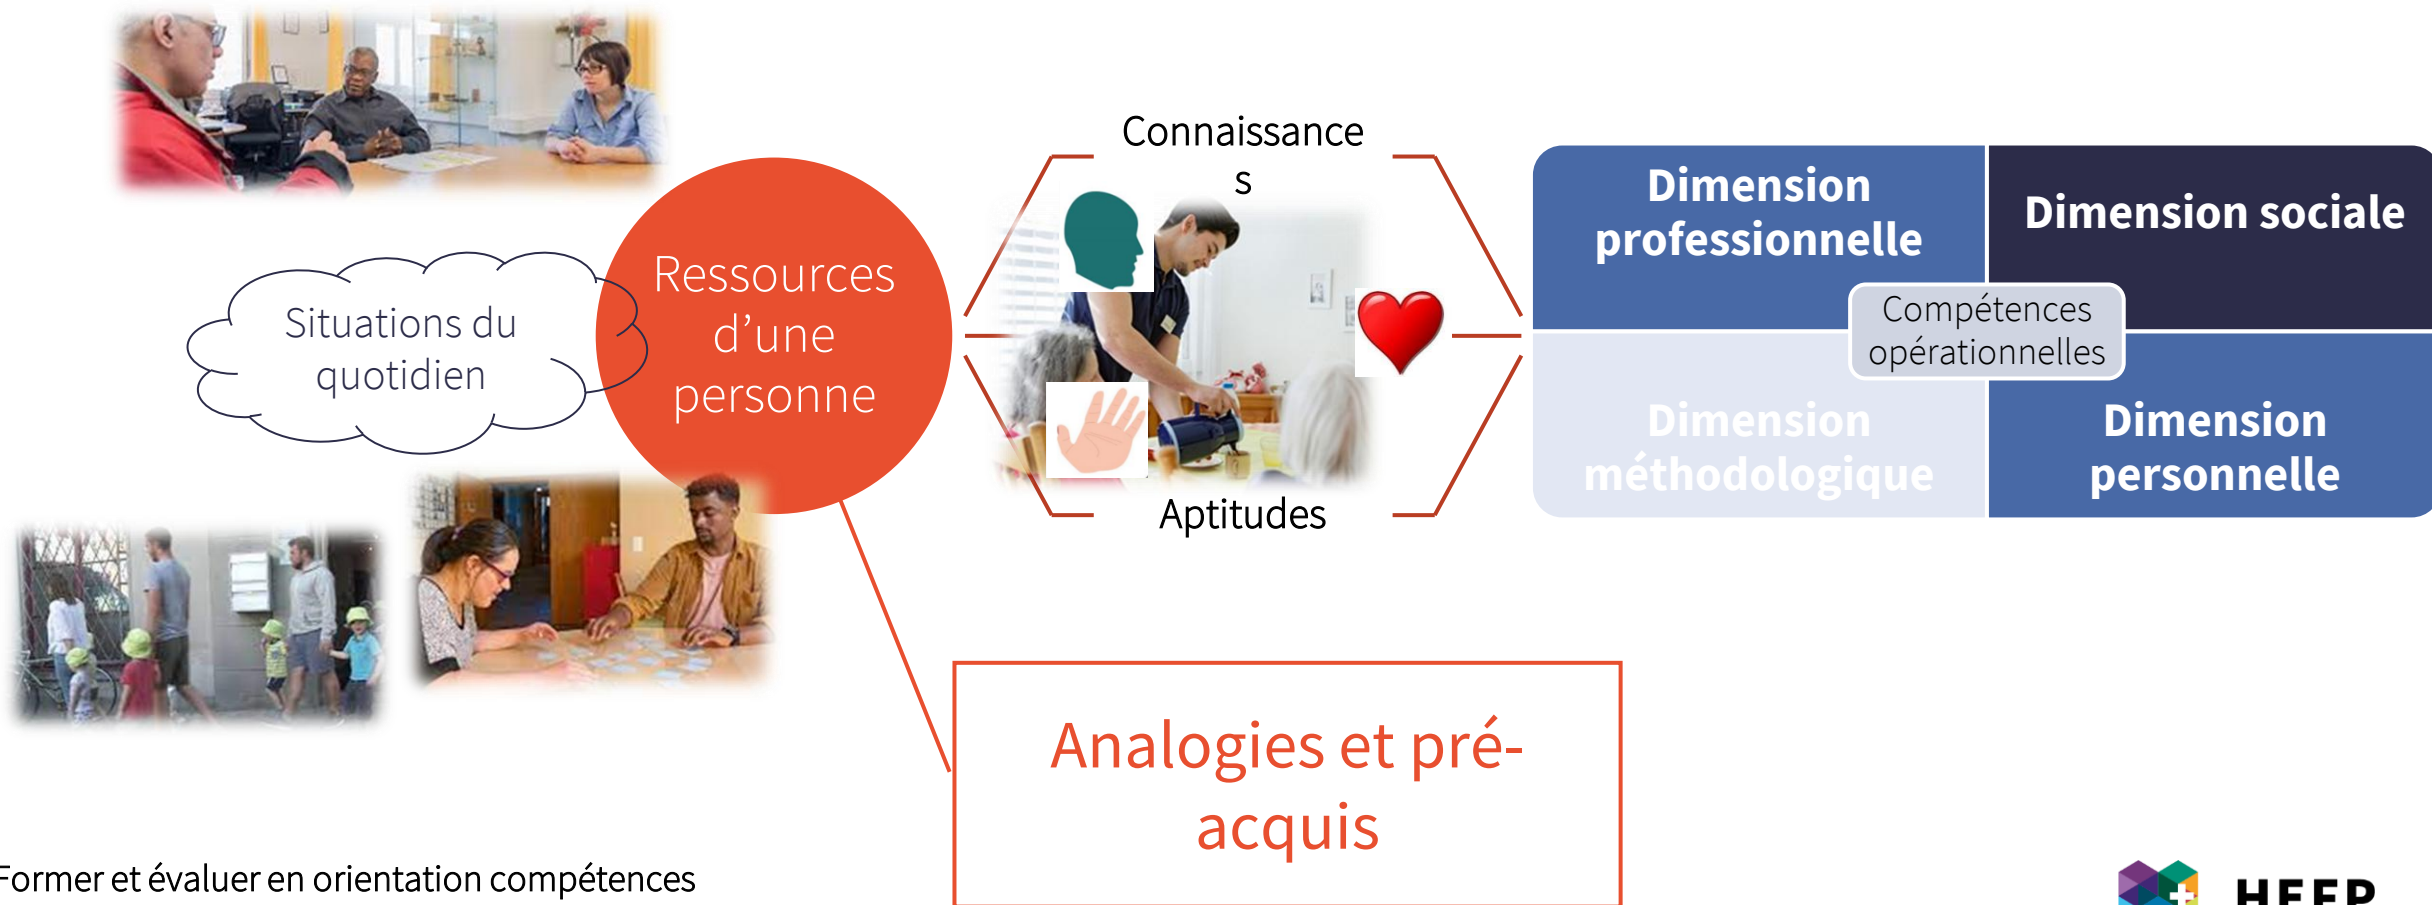 Connaissance
s
Situations du
quotidien
Ressources
d’une
personne
Aptitudes
Dimension
professionnelle
Dimension sociale
Compétences
opérationnelles
Dimension
méthodologique
Dimension
personnelle
Analogies et pré-
acquis
Former et évaluer en orientation compétences
HEFP